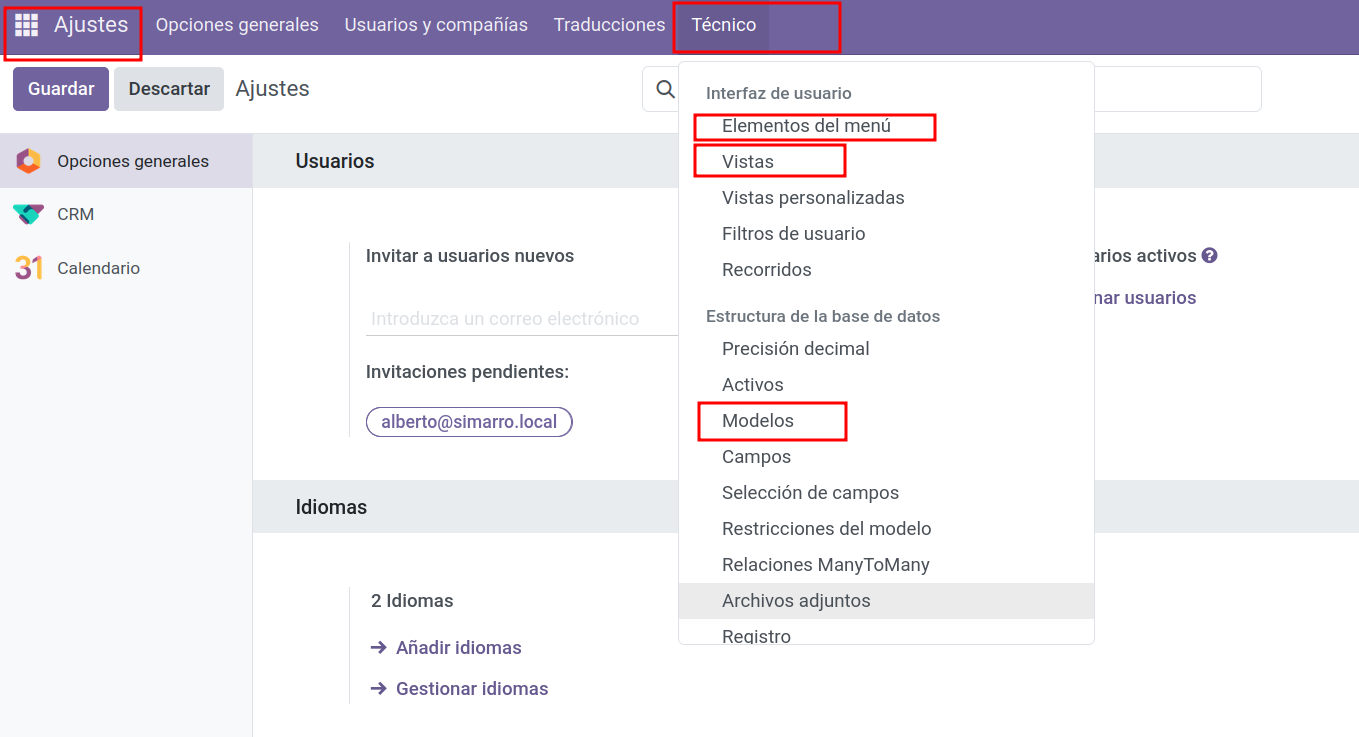 Ajustes Opciones generales Usuarios y compañías Traducciones Técnico
Guardar Descartar Ajustes
Opciones generales
CRM
31 Calendario
Usuarios
Invitar a usuarios nuevos
Introduzca un correo electrónico
Invitaciones pendientes:
alberto@simarro.local
Idiomas
2 Idiomas
→ Añadir idiomas
→ Gestionar idiomas
Interfaz de usuario
Elementos del menú
Vistas
Vistas personalizadas
Filtros de usuario
Recorridos
Estructura de la base de datos
Precisión decimal
Activos
Modelos
Campos
Selección de campos
Restricciones del modelo
Relaciones ManyToMany
Archivos adjuntos
Registro
activos ?
usuarios